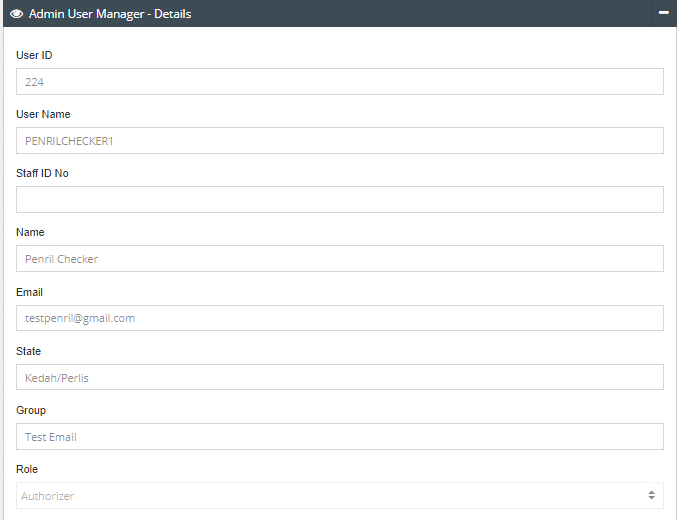 Admin User Manager - Details
User ID
224
User Name
PENRILCHECKER1
Staff ID No
Name
Penril Checker
Email
testpenril@gmail.com
State
Kedah/Perlis
Group
Test Email
Role
Authorizer